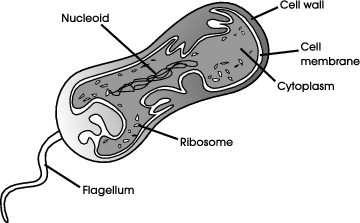 Nucleoid
Cell wall
Cell
membrane
Cytoplasm
Ribosome
Flagellum